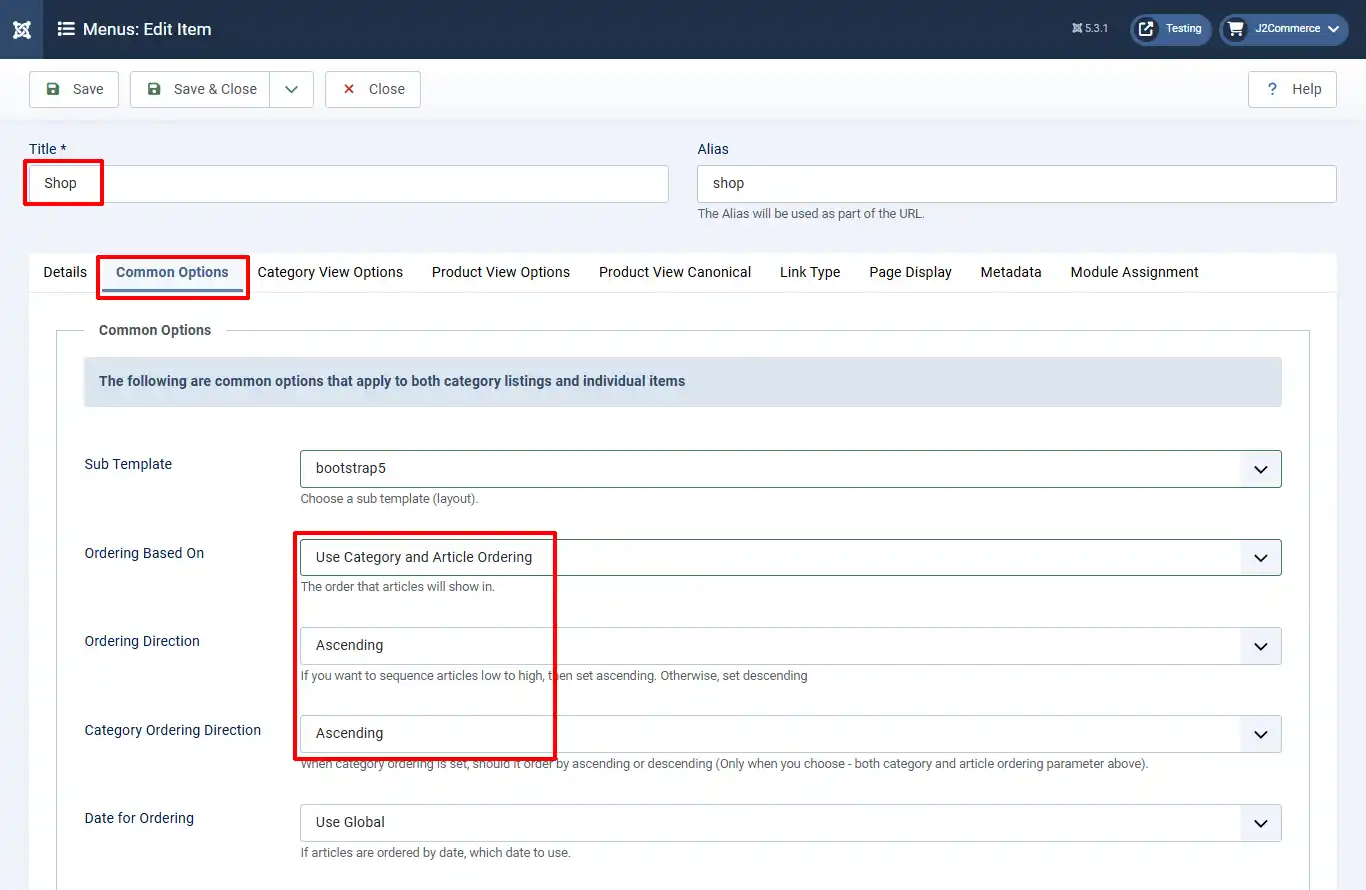 Menus: Edit Item
5.3.1
Testing
J2Commerce
Save
Save & Close
Close
? Help
Title *
Alias
Shop
shop
The Alias will be used as part of the URL.
Details
Common Options
Category View Options
Product View Options
Product View Canonical
Link Type
Page Display
Metadata
Module Assignment
Common Options
The following are common options that apply to both category listings and individual items
Sub Template
bootstrap5
Choose a sub template (layout).
Ordering Based On
Use Category and Article Ordering
The order that articles will show in.
Ordering Direction
Ascending
If you want to sequence articles low to high, then set ascending. Otherwise, set descending
Category Ordering Direction
Ascending
When category ordering is set, should it order by ascending or descending (Only when you choose - both category and article ordering parameter above).
Date for Ordering
Use Global
If articles are ordered by date, which date to use.